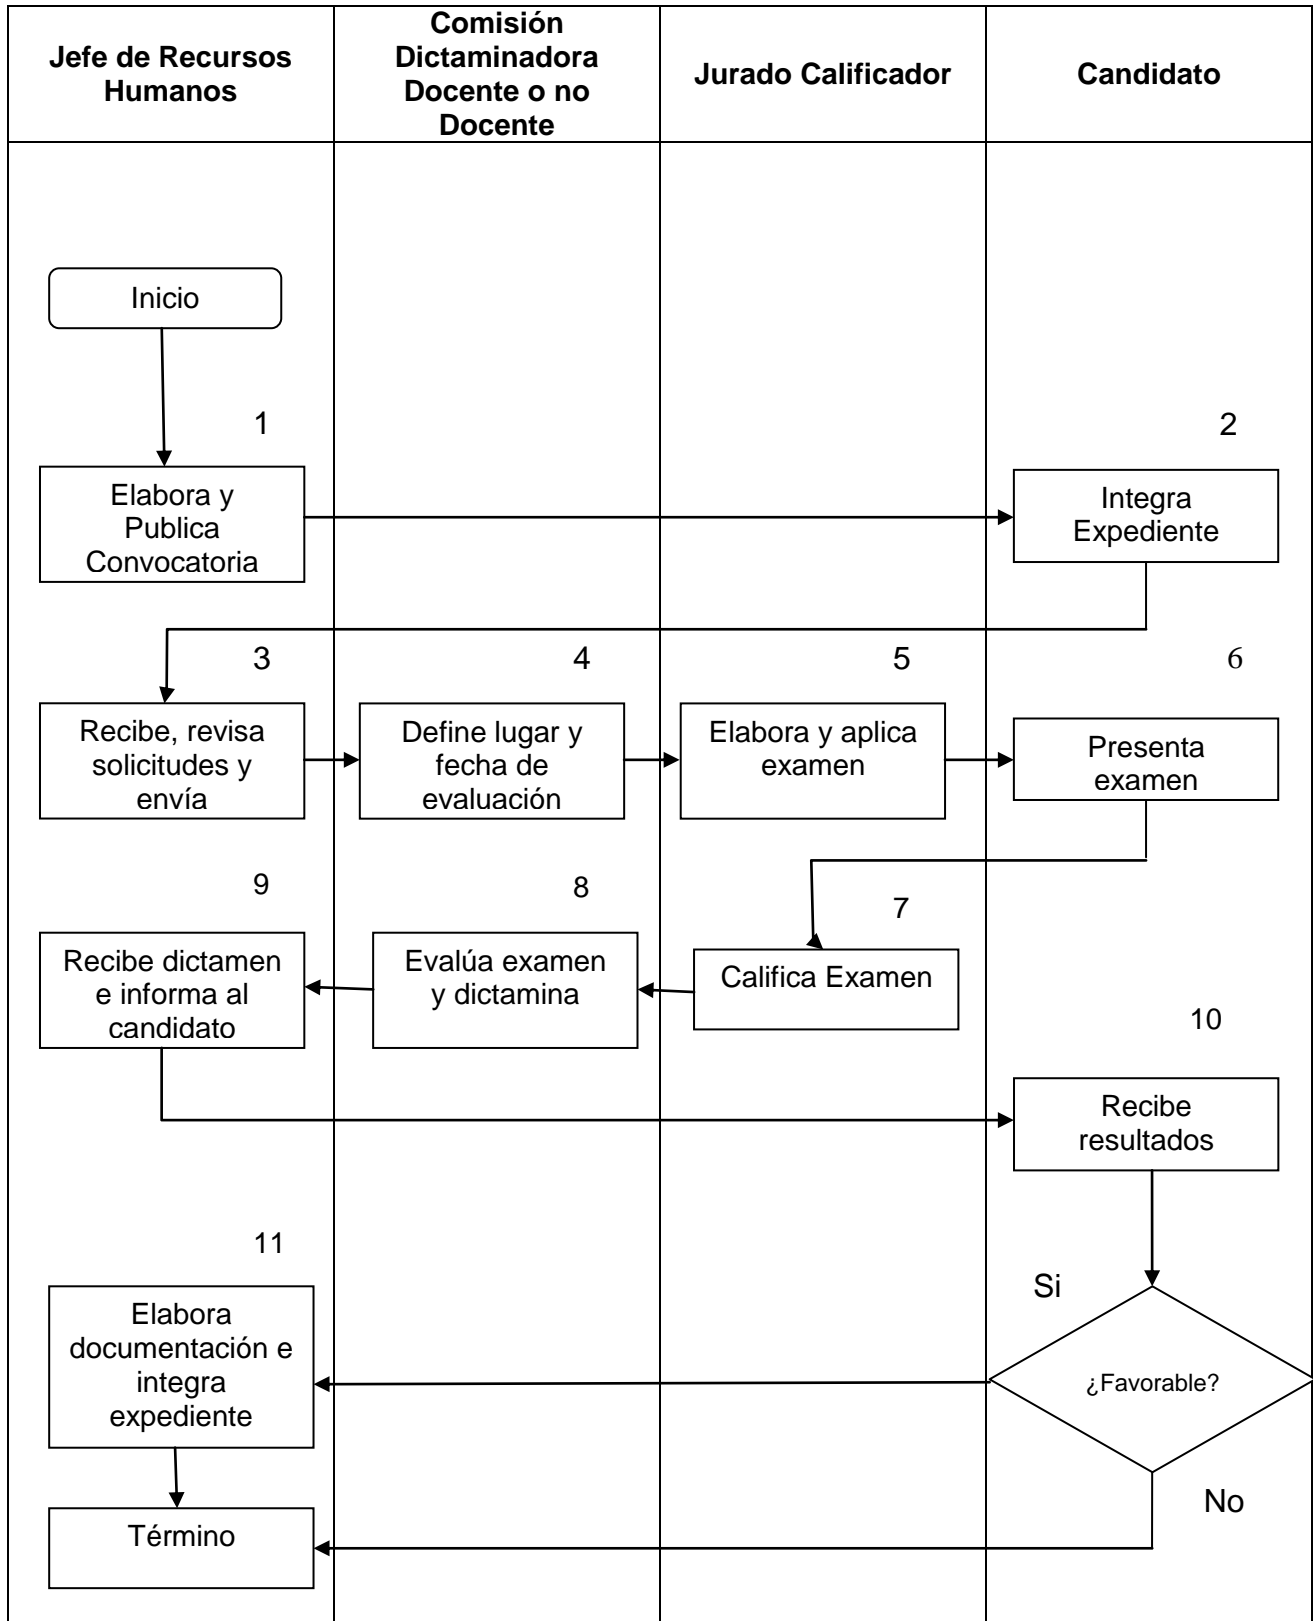 Jefe de Recursos
Humanos
Comisión
Dictaminadora
Docente o no
Docente
Jurado Calificador
Candidato
Inicio
1
2
Elabora y
Publica
Convocatoria
Integra
Expediente
3
4
5
6
Recibe, revisa
solicitudes y
envía
Define lugar y
fecha de
evaluación
Elabora y aplica
examen
Presenta
examen
9
8
7
Recibe dictamen
e informa al
candidato
Evalúa examen
y dictamina
Califica Examen
10
Recibe
resultados
11
Si
Elabora
documentación e
integra
expediente
¿Favorable?
No
Término